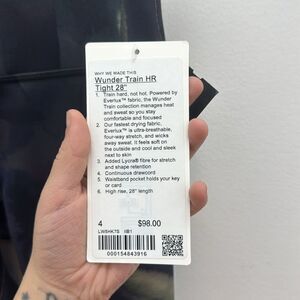 WHY WE MADE THIS
Wunder Train HR
Tight 28"
1. Train hard, not hot. Powered by
Everlux™ fabric, the Wunder
Train collection manages heat
and sweat so you stay
comfortable and focused
2. Our fastest drying fabric,
Everlux™ is ultra-breathable,
four-way stretch, and wicks
away sweat. It feels soft on
the outside and cool and sleek
next to skin
3. Added Lycra® fibre for stretch
and shape retention
4. Continuous drawcord
5. Waistband pocket holds your key
or card
6. High rise, 28" length
4 $98.00
LW5HK7S IIB1
000154843916